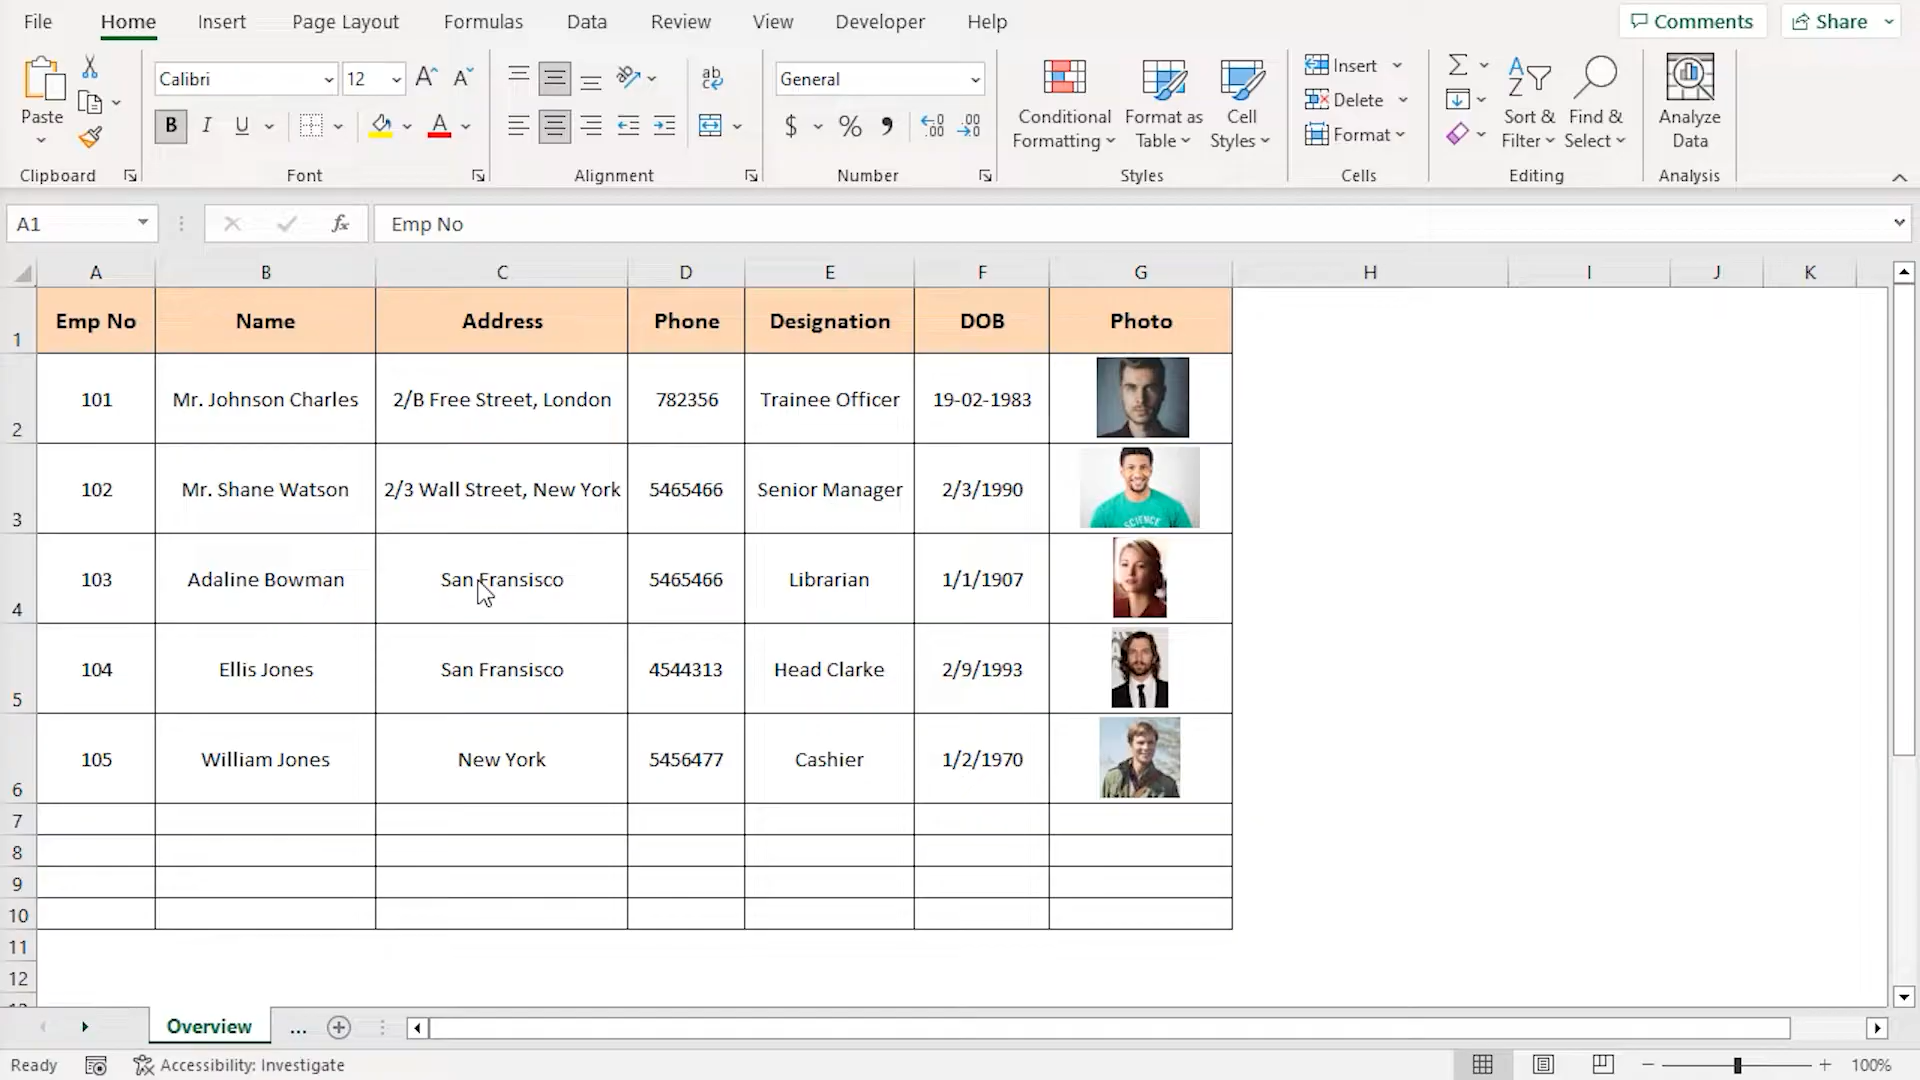 File Home Insert Page Layout Formulas Data Review View Developer Help Comments Share
Calibri 12 General
Paste
B I U
ab
$ %
Conditional Formatting
Format as Table
Cell Styles
Insert
Delete
Format
Sort & Filter
Find & Select
Analyze Data
Clipboard Font Alignment Number Styles Cells Editing Analysis
A1 fx Emp No
A B C D E F G H I J K
1 Emp No Name Address Phone Designation DOB Photo
2 101 Mr. Johnson Charles 2/B Free Street, London 782356 Trainee Officer 19-02-1983
3 102 Mr. Shane Watson 2/3 Wall Street, New York 5465466 Senior Manager 2/3/1990
SCIENCE
4 103 Adaline Bowman San Fransisco 5465466 Librarian 1/1/1907
5 104 Ellis Jones San Fransisco 4544313 Head Clarke 2/9/1993
6 105 William Jones New York 5456477 Cashier 1/2/1970
7
8
9
10
11
12
Overview ...
Ready Accessibility: Investigate 100%